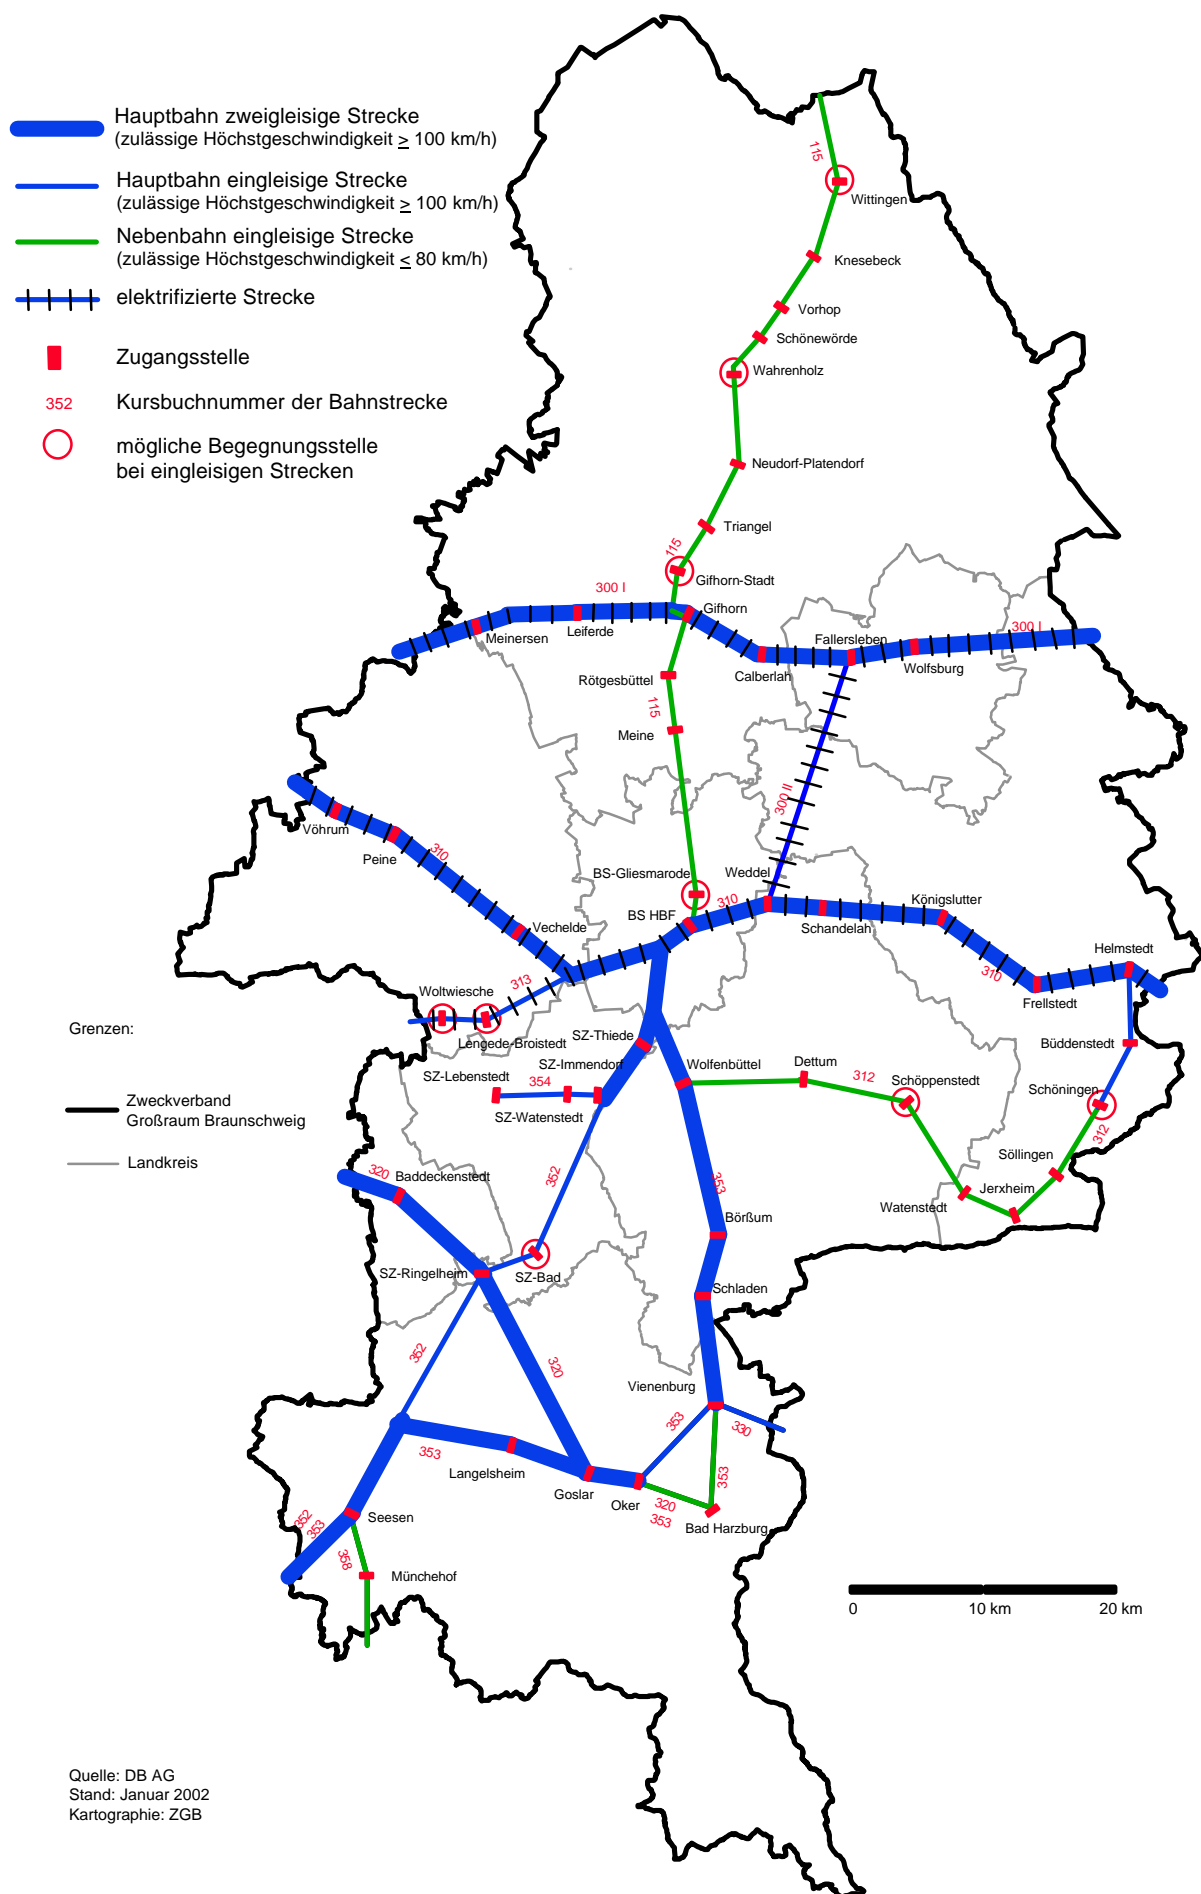 Hauptbahn zweigleisige Strecke
(zulässige Höchstgeschwindigkeit ≥ 100 km/h)
Hauptbahn eingleisige Strecke
(zulässige Höchstgeschwindigkeit ≥ 100 km/h)
Nebenbahn eingleisige Strecke
(zulässige Höchstgeschwindigkeit ≤ 80 km/h)
elektrifizierte Strecke
Zugangsstelle
352 Kursbuchnummer der Bahnstrecke
mögliche Begegnungsstelle
bei eingleisigen Strecken
115
Wittingen
Knesebeck
Vorhop
Schönewörde
Wahrenholz
Neudorf-Platendorf
Triangel
115
Gifhorn-Stadt
300 I
Gifhorn
Leiferde
Meinersen
Fallersleben
300 I
Calberlah
Wolfsburg
Rötgesbüttel
115
Meine
300 II
Vöhrum
Peine
310
BS-Gliesmarode
Weddel
310
BS HBF
Königslutter
Vechelde
Schandelah
Helmstedt
310
Frellstedt
313
Woltwiesche
Lengede-Broistedt
SZ-Thiede
SZ-Immendorf
SZ-Lebenstedt
354
SZ-Watenstedt
Wolfenbüttel
Dettum
312
Schöppenstedt
Büddenstedt
Schöningen
312
Söllingen
Jerxheim
Watenstedt
Grenzen:
Zweckverband
Großraum Braunschweig
Landkreis
320
Baddeckenstedt
352
353
Börßum
SZ-Ringelheim
SZ-Bad
Schladen
352
320
Vienenburg
353
330
353
Langelsheim
Goslar
Oker
320
353
353
Bad Harzburg
352
353
Seesen
358
Münchehof
0 10 km 20 km
Quelle: DB AG
Stand: Januar 2002
Kartographie: ZGB